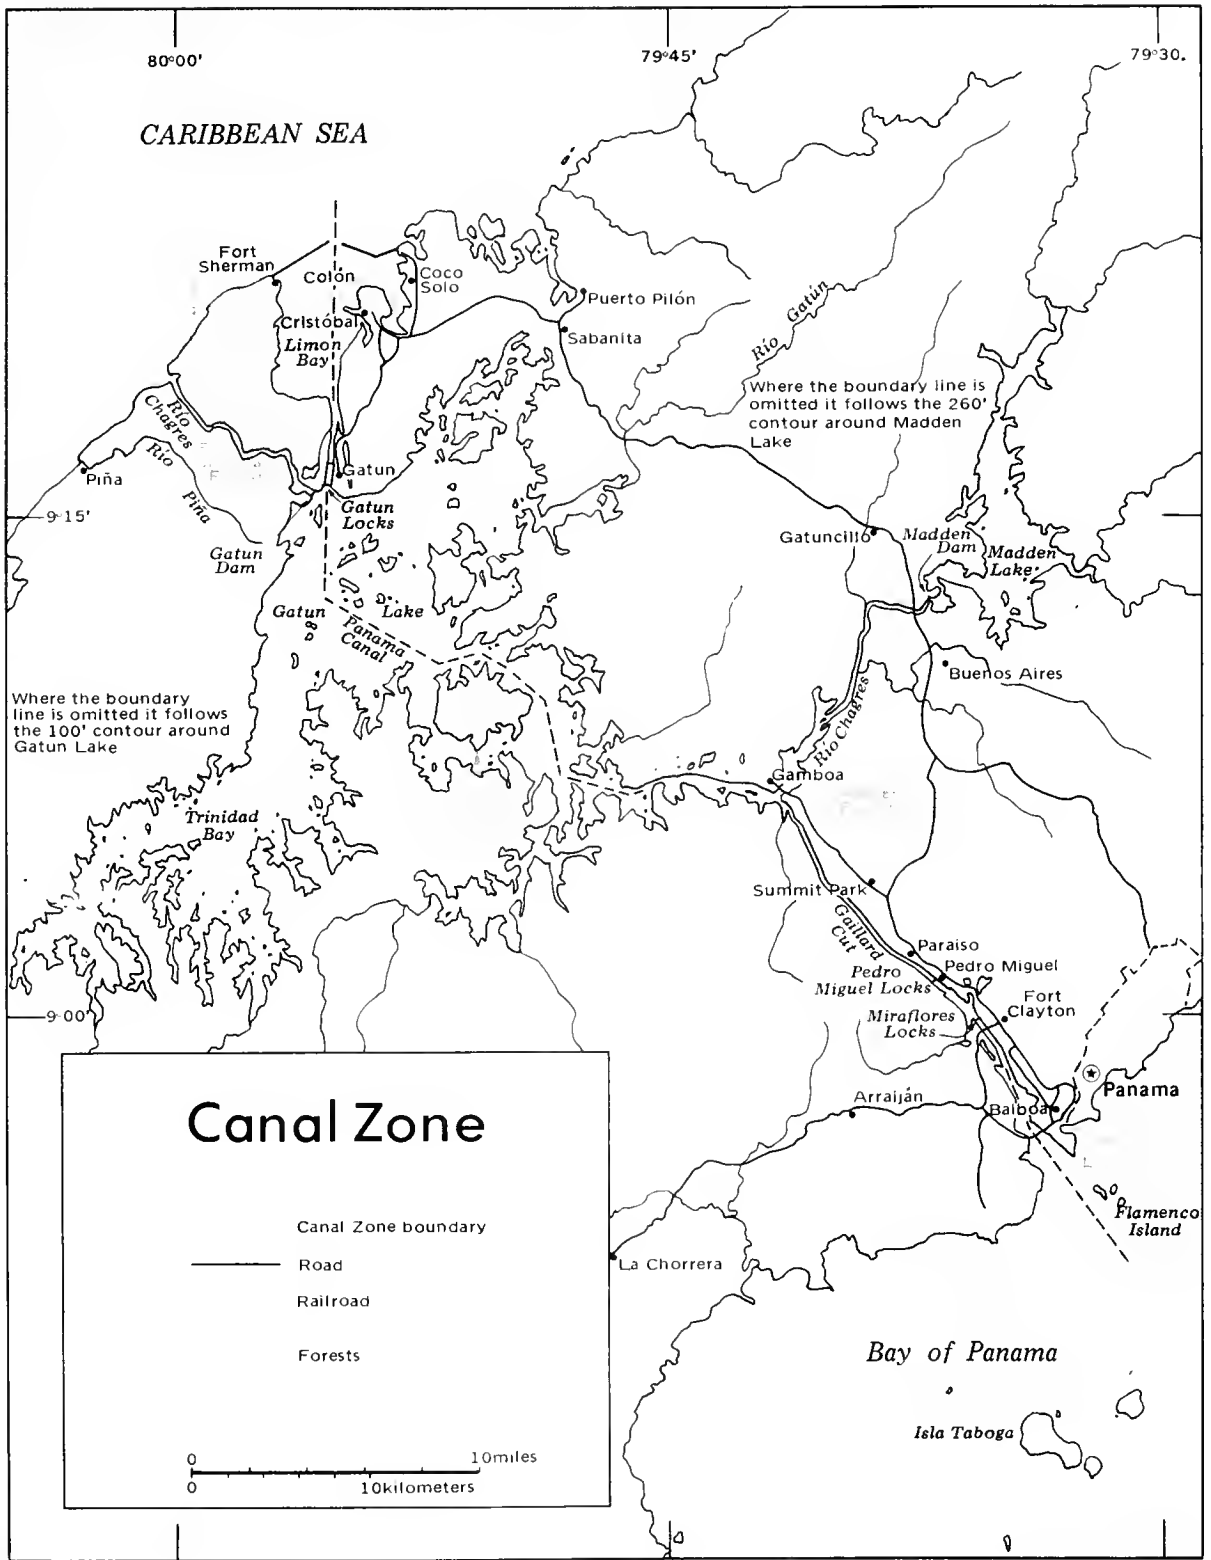 80°00'
79°45'
79°30.
CARIBBEAN SEA
Fort
Sherman
Colón
Coco
Solo
Puerto Pilón
Cristóbal
Limon
Bay
Sabanita
Río Gatún
Where the boundary line is
omitted it follows the 260'
contour around Madden
Lake
Río
Chagres
Río
Piña
Piña
Gatun
9°15'
Gatun
Locks
Gatun
Dam
Gatuncillo
Madden
Dam
Madden
Lake
Gatun
Lake
Panama
Canal
Buenos Aires
Where the boundary
line is omitted it follows
the 100' contour around
Gatun Lake
Río Chagres
Gamboa
Trinidad
Bay
Summit Park
Gaillard
Cut
Paraiso
Pedro Miguel
Pedro
Miguel Locks
Fort
Clayton
9°00'
Miraflores
Locks
Panama
Arraiján
Balboa
Flamenco
Island
La Chorrera
Canal Zone
Canal Zone boundary
Road
Railroad
Forests
0
10miles
0
10kilometers
Bay of Panama
Isla Taboga